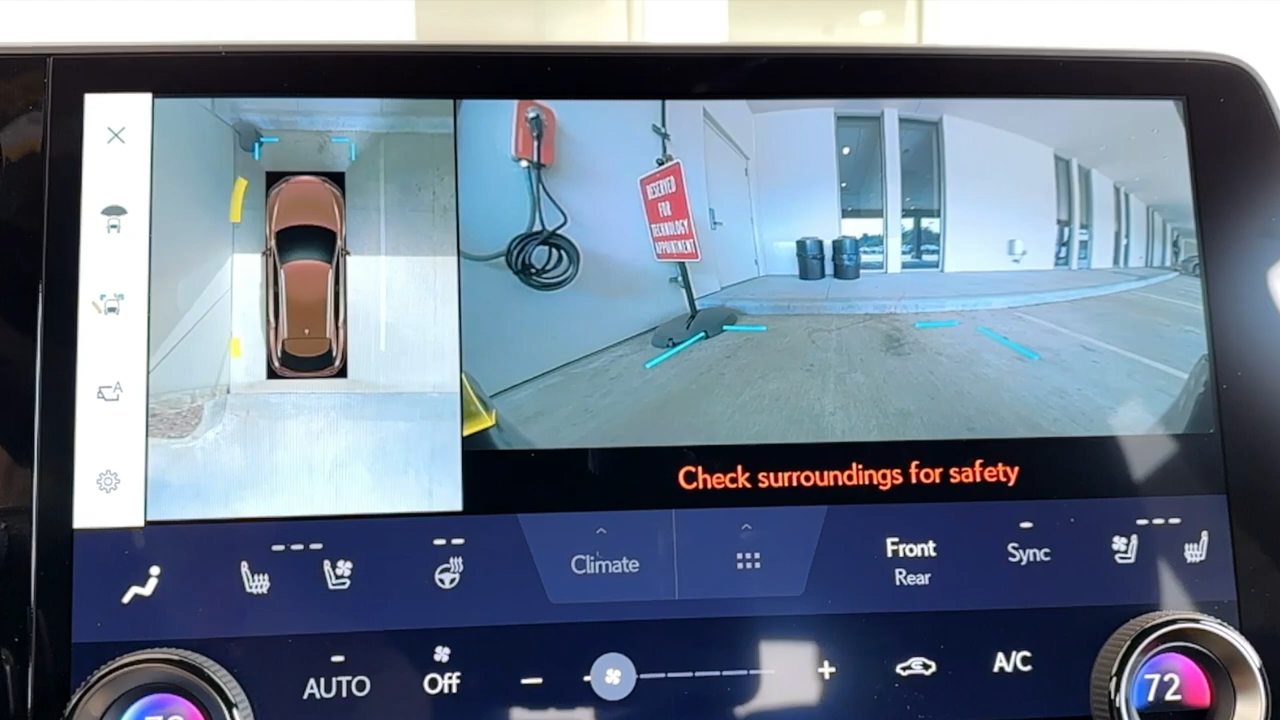 RESERVED
FOR
TECHNOLOGY
APPOINTMENT
A
Check surroundings for safety
Climate
Front
Rear
Sync
AUTO
Off
A/C
72